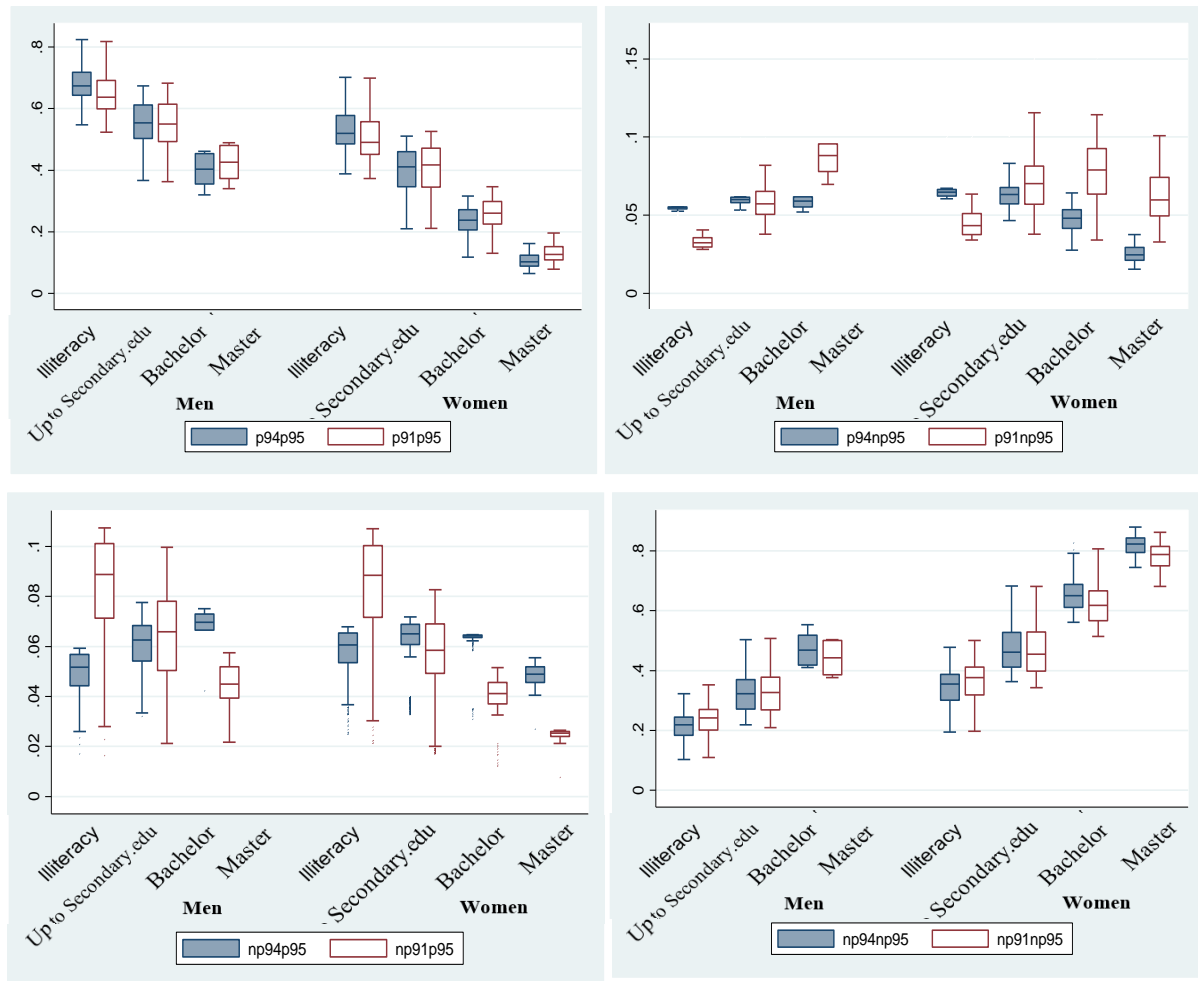 .8
.6
.4
.2
0
Illiteracy
Up to Secondary.edu
Bachelor
Master
Illiteracy
Secondary.edu
Bachelor
Master
Men
Women
p94p95 p91p95
.15
.1
.05
0
Illiteracy
Up to Secondary.edu
Bachelor
Master
Illiteracy
Secondary.edu
Bachelor
Master
Men
Women
p94np95 p91np95
.1
.08
.06
.04
.02
0
Illiteracy
Up to Secondary.edu
Bachelor
Master
Illiteracy
Secondary.edu
Bachelor
Master
Men
Women
np94p95 np91p95
.8
.6
.4
.2
0
Illiteracy
Up to Secondary.edu
Bachelor
Master
Illiteracy
Secondary.edu
Bachelor
Master
Men
Women
np94np95 np91np95